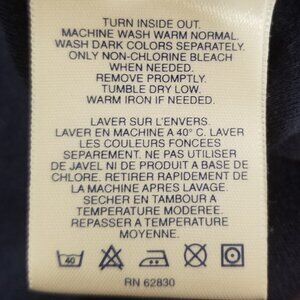 TURN INSIDE OUT.
MACHINE WASH WARM NORMAL.
WASH DARK COLORS SEPARATELY.
ONLY NON-CHLORINE BLEACH
WHEN NEEDED.
REMOVE PROMPTLY.
TUMBLE DRY LOW.
WARM IRON IF NEEDED.
LAVER SUR L'ENVERS.
LAVER EN MACHINE A 40° C. LAVER
LES COULEURS FONCEES
SEPAREMENT. NE PAS UTILISER
DE JAVEL NI DE PRODUIT A BASE DE
CHLORE. RETIRER RAPIDEMENT DE
LA MACHINE APRES LAVAGE.
SECHER EN TAMBOUR A
TEMPERATURE MODEREE.
REPASSER A TEMPERATURE
MOYENNE.
40
RN 62830